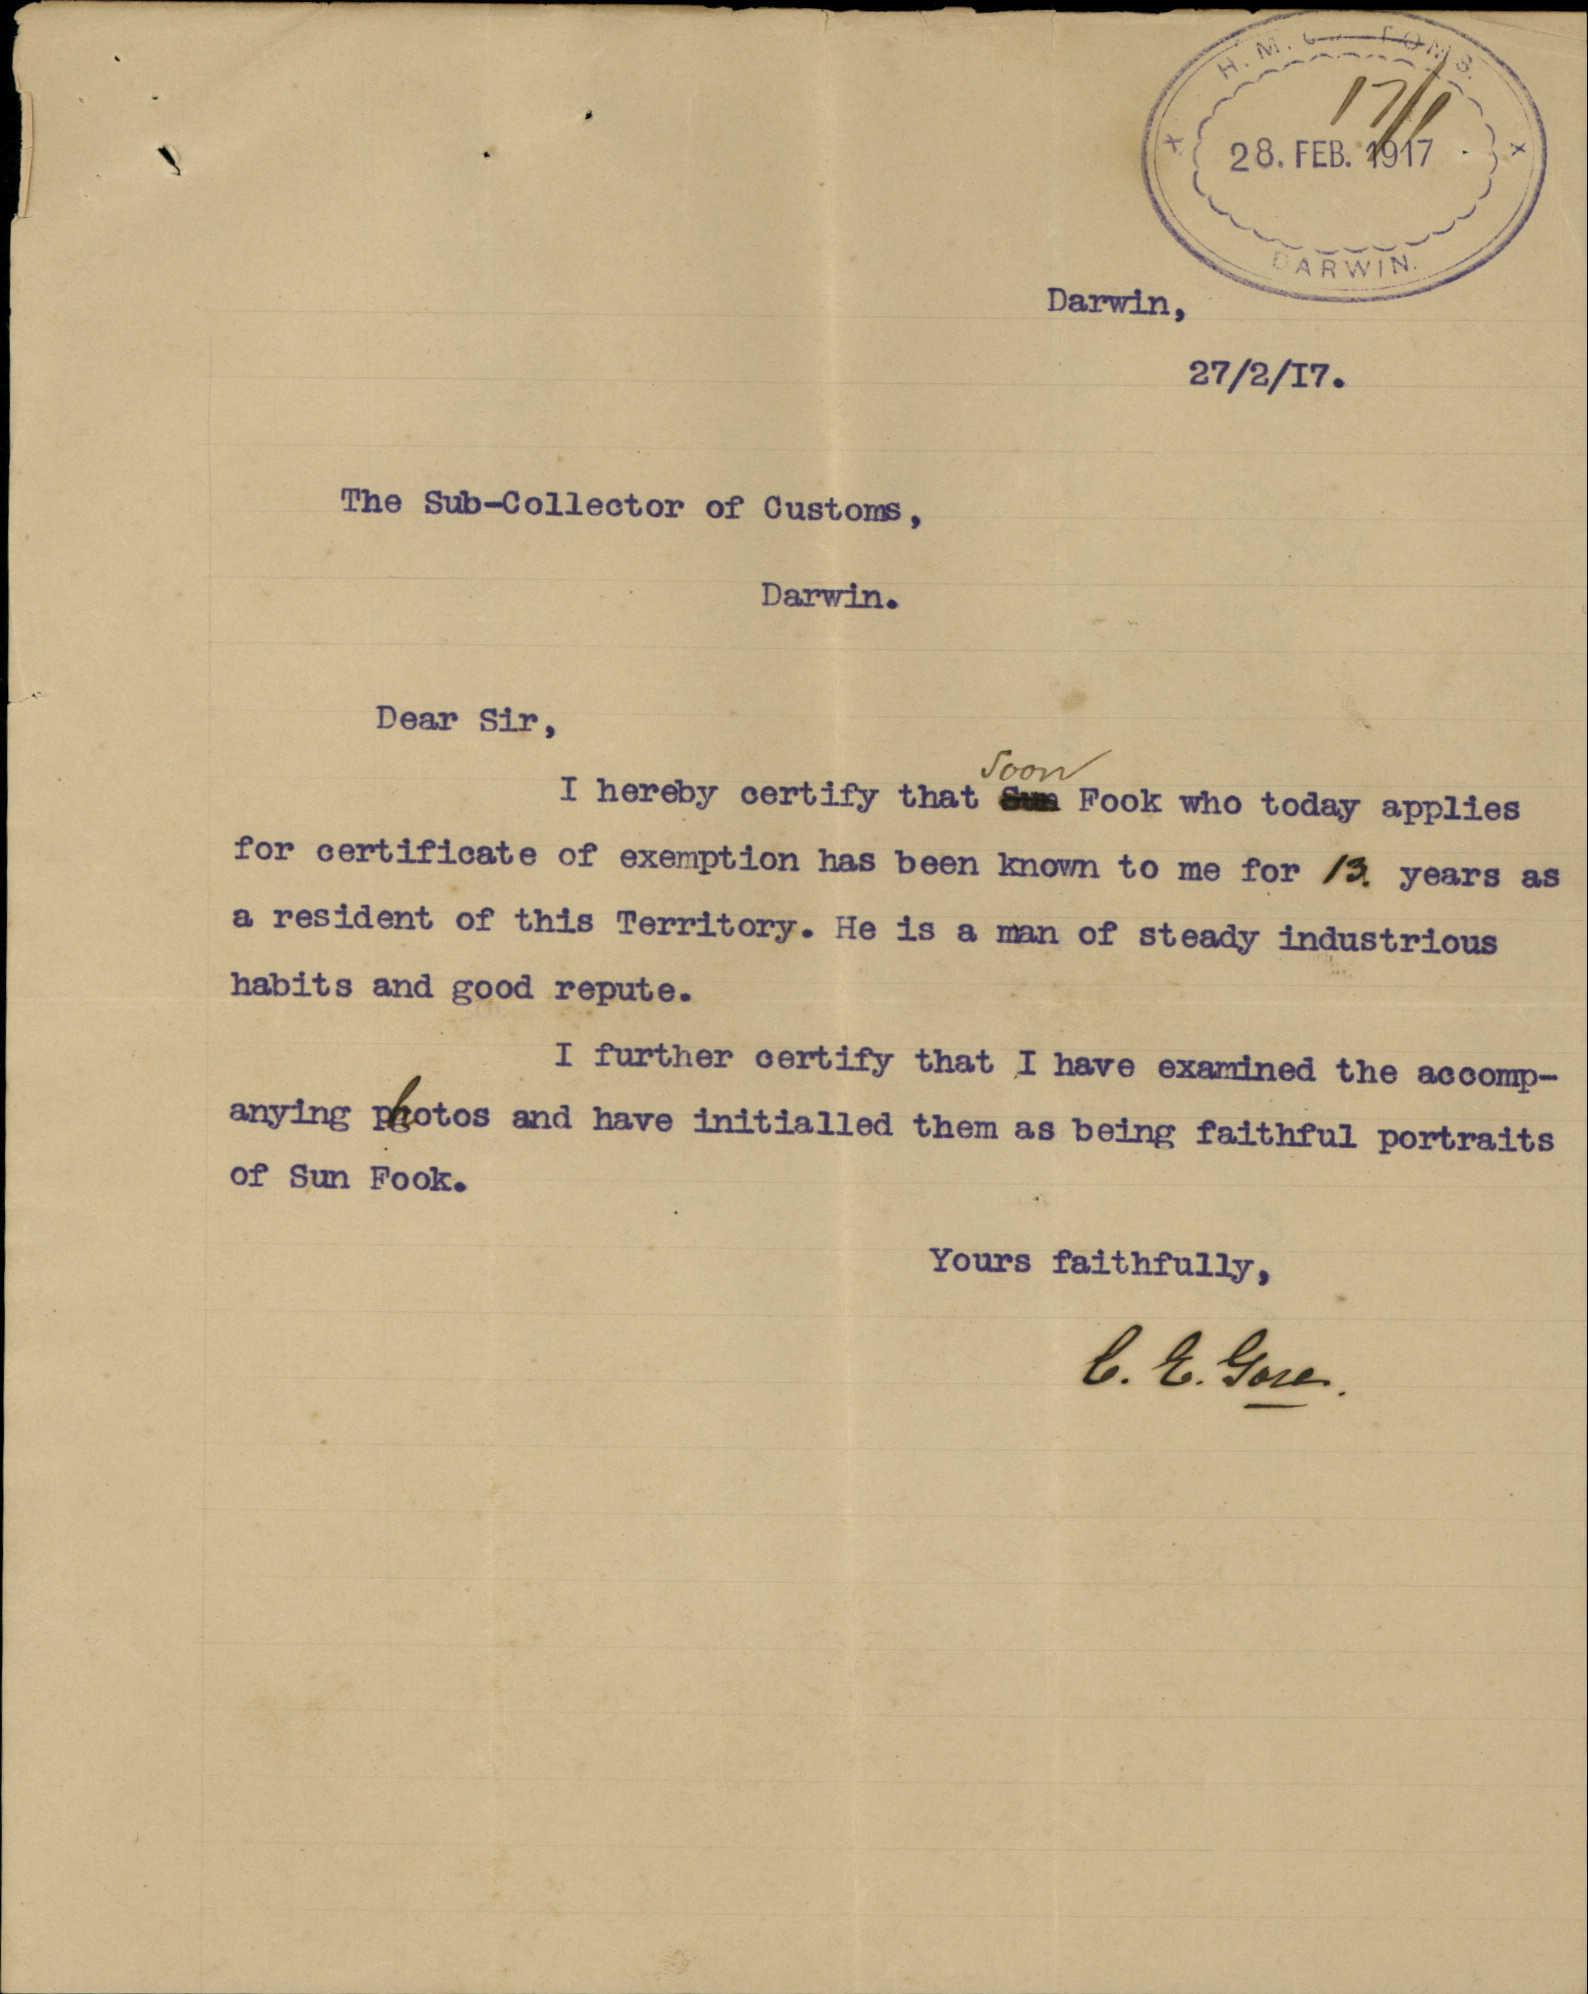 H. M. CUSTOMS.
17/1
28. FEB. 1917
DARWIN.
Darwin,
27/2/I7.
The Sub-Collector of Customs,
Darwin.
Dear Sir,
Soon
I hereby certify that Sun Fook who today applies
for certificate of exemption has been known to me for 13. years as
a resident of this Territory. He is a man of steady industrious
habits and good repute.
I further certify that I have examined the accomp-
anying photos and have initialled them as being faithful portraits
of Sun Fook.
Yours faithfully,
C. E. Gore.